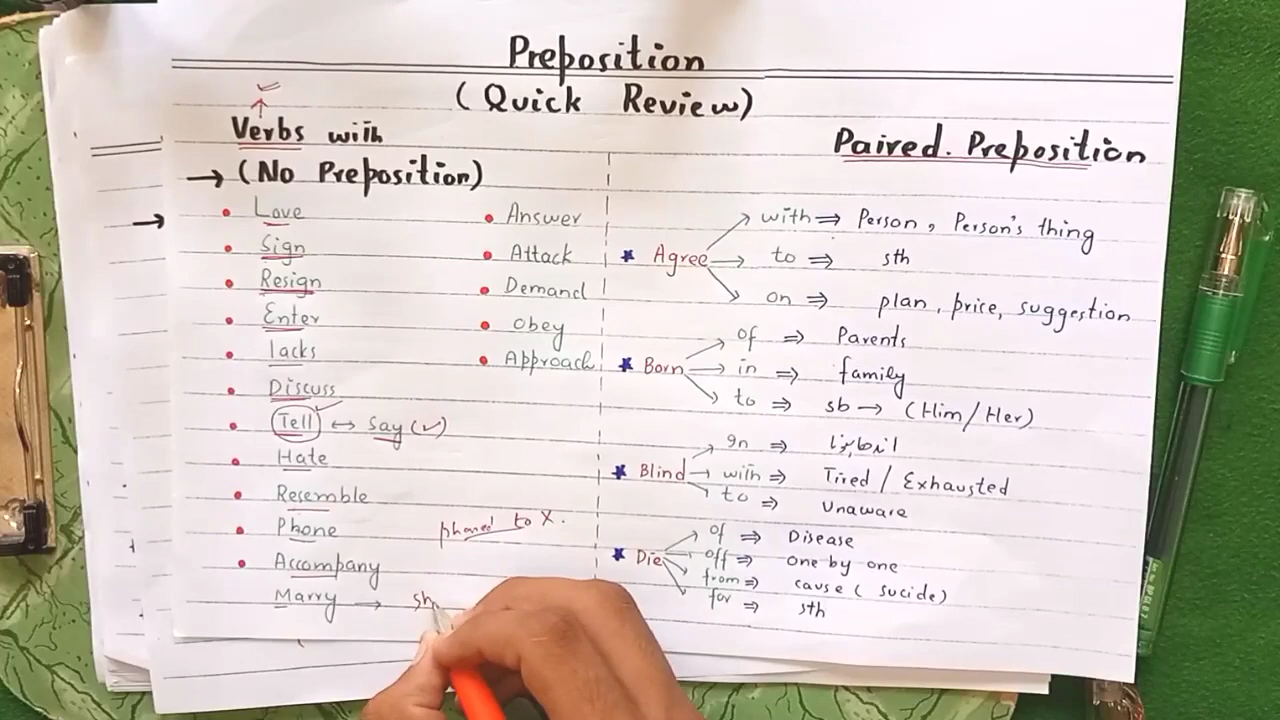 Preposition
(Quick Review)
Verbs with
→ (No Preposition)
→
• Love
• Sign
• Resign
• Enter
• lacks
• Discuss
• Tell ↔ Say (✓)
• Hate
• Resemble
• Phone phoned to X.
• Accompany
Marry → sh
• Answer
• Attack
• Demand
• Obey
• Approach
Paired. Preposition
★ Agree
with ⇒ Person, Person's thing
to ⇒ sth
on ⇒ plan, price, suggestion
★ Born
of ⇒ Parents
in ⇒ family
to ⇒ sb → (Him/Her)
★ Blind
In ⇒
with ⇒ Tired / Exhausted
to ⇒ Unaware
★ Die
of ⇒ Disease
off ⇒ one by one
from ⇒ cause (sucide)
for ⇒ sth